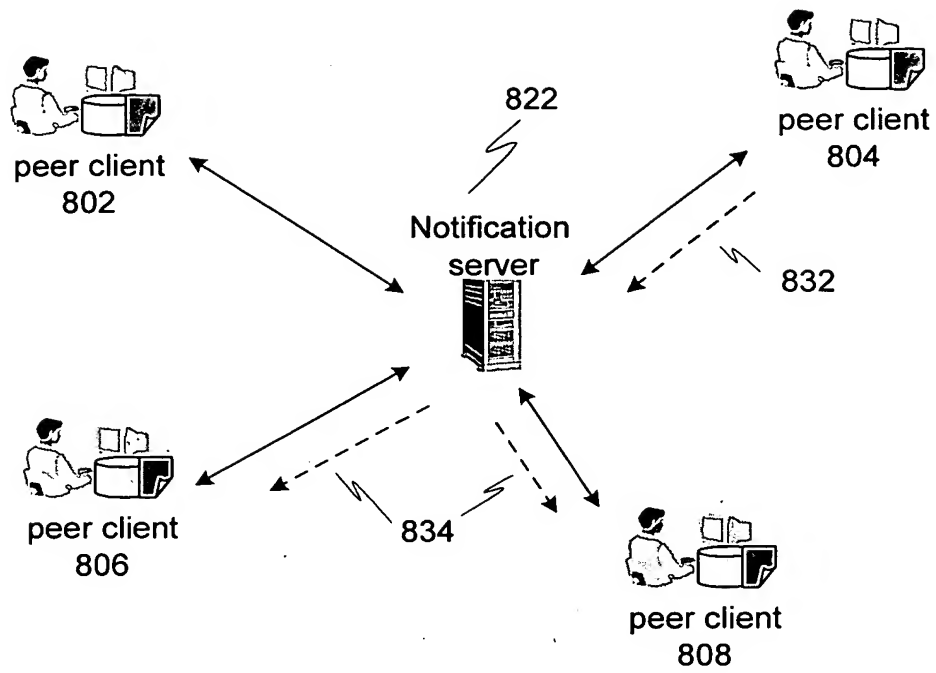 peer client
802
822
peer client
804
Notification
server
832
peer client
806
834
peer client
808